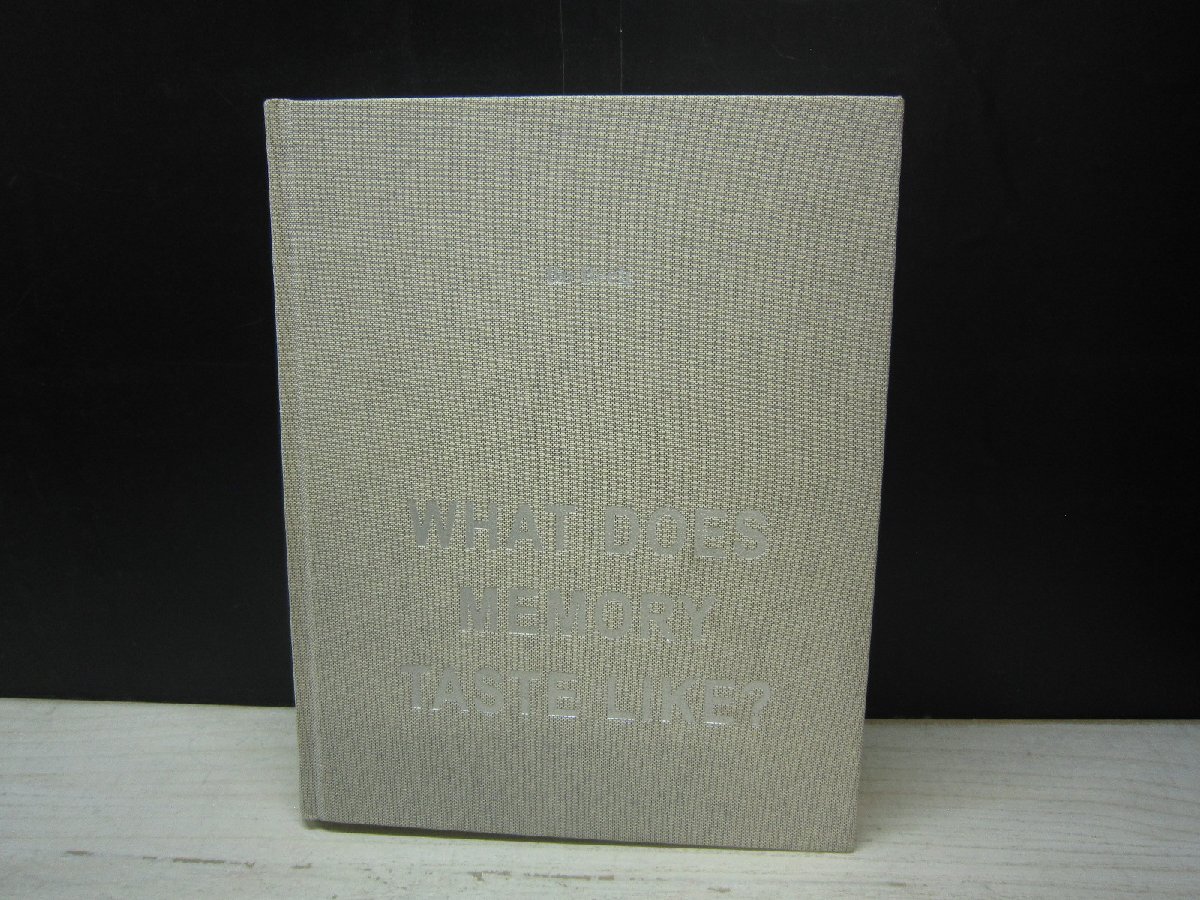 WHAT DOES
MEMORY
TASTE LIKE?